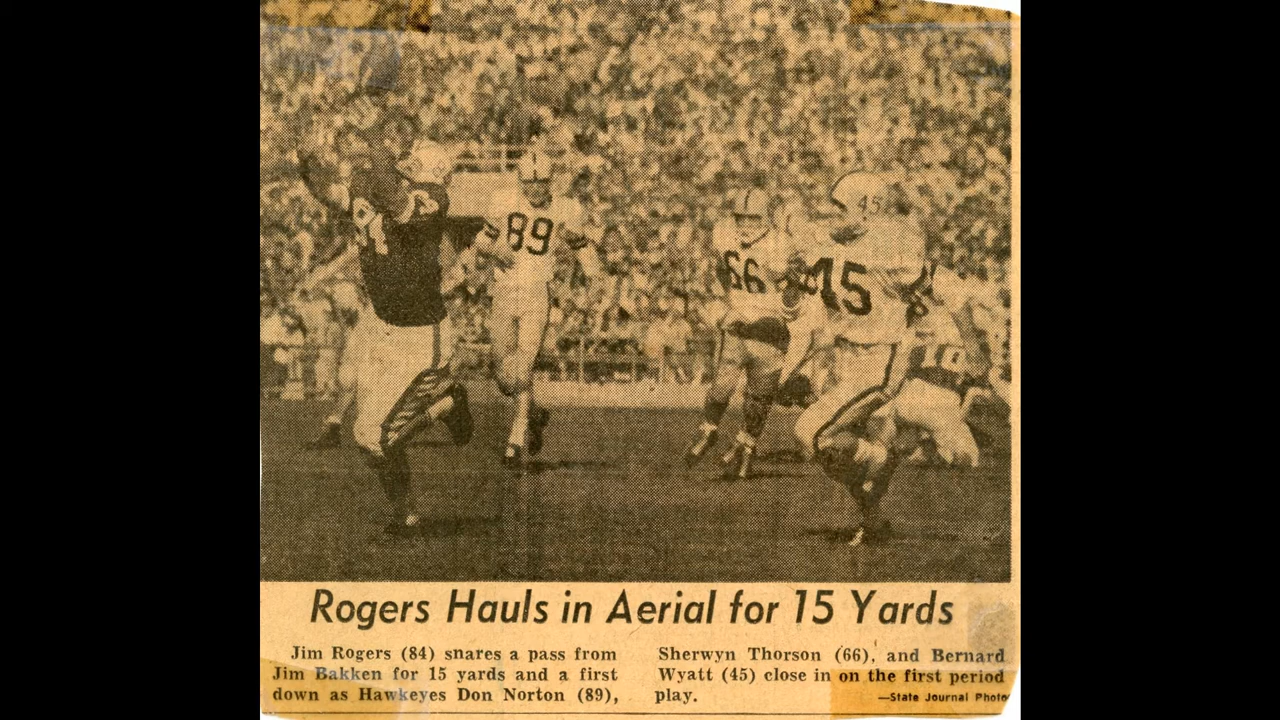 89
66
45
45
Rogers Hauls in Aerial for 15 Yards
Jim Rogers (84) snares a pass from
Jim Bakken for 15 yards and a first
down as Hawkeyes Don Norton (89),
Sherwyn Thorson (66), and Bernard
Wyatt (45) close in on the first period
play.
—State Journal Photo